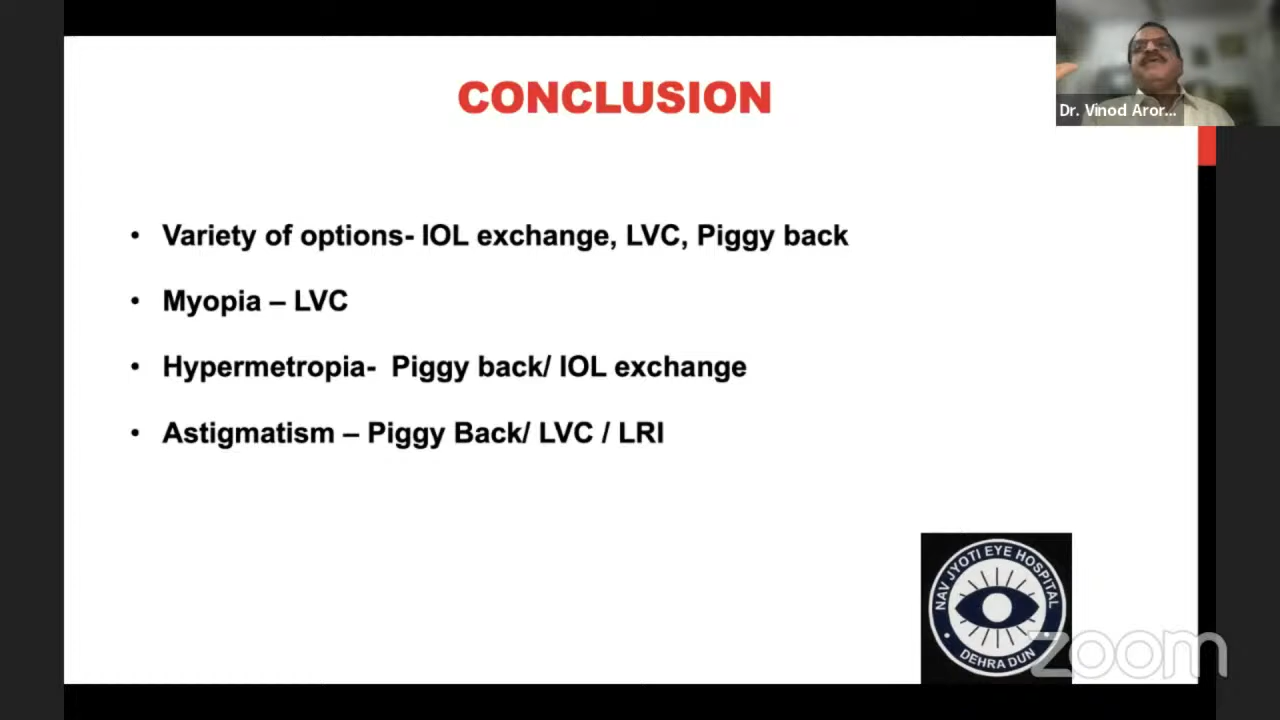 CONCLUSION
Dr. Vinod Aror...
• Variety of options- IOL exchange, LVC, Piggy back
• Myopia – LVC
• Hypermetropia-  Piggy back/ IOL exchange
• Astigmatism – Piggy Back/ LVC / LRI
NAV JYOTI EYE HOSPITAL
• DEHRA DUN
zoom